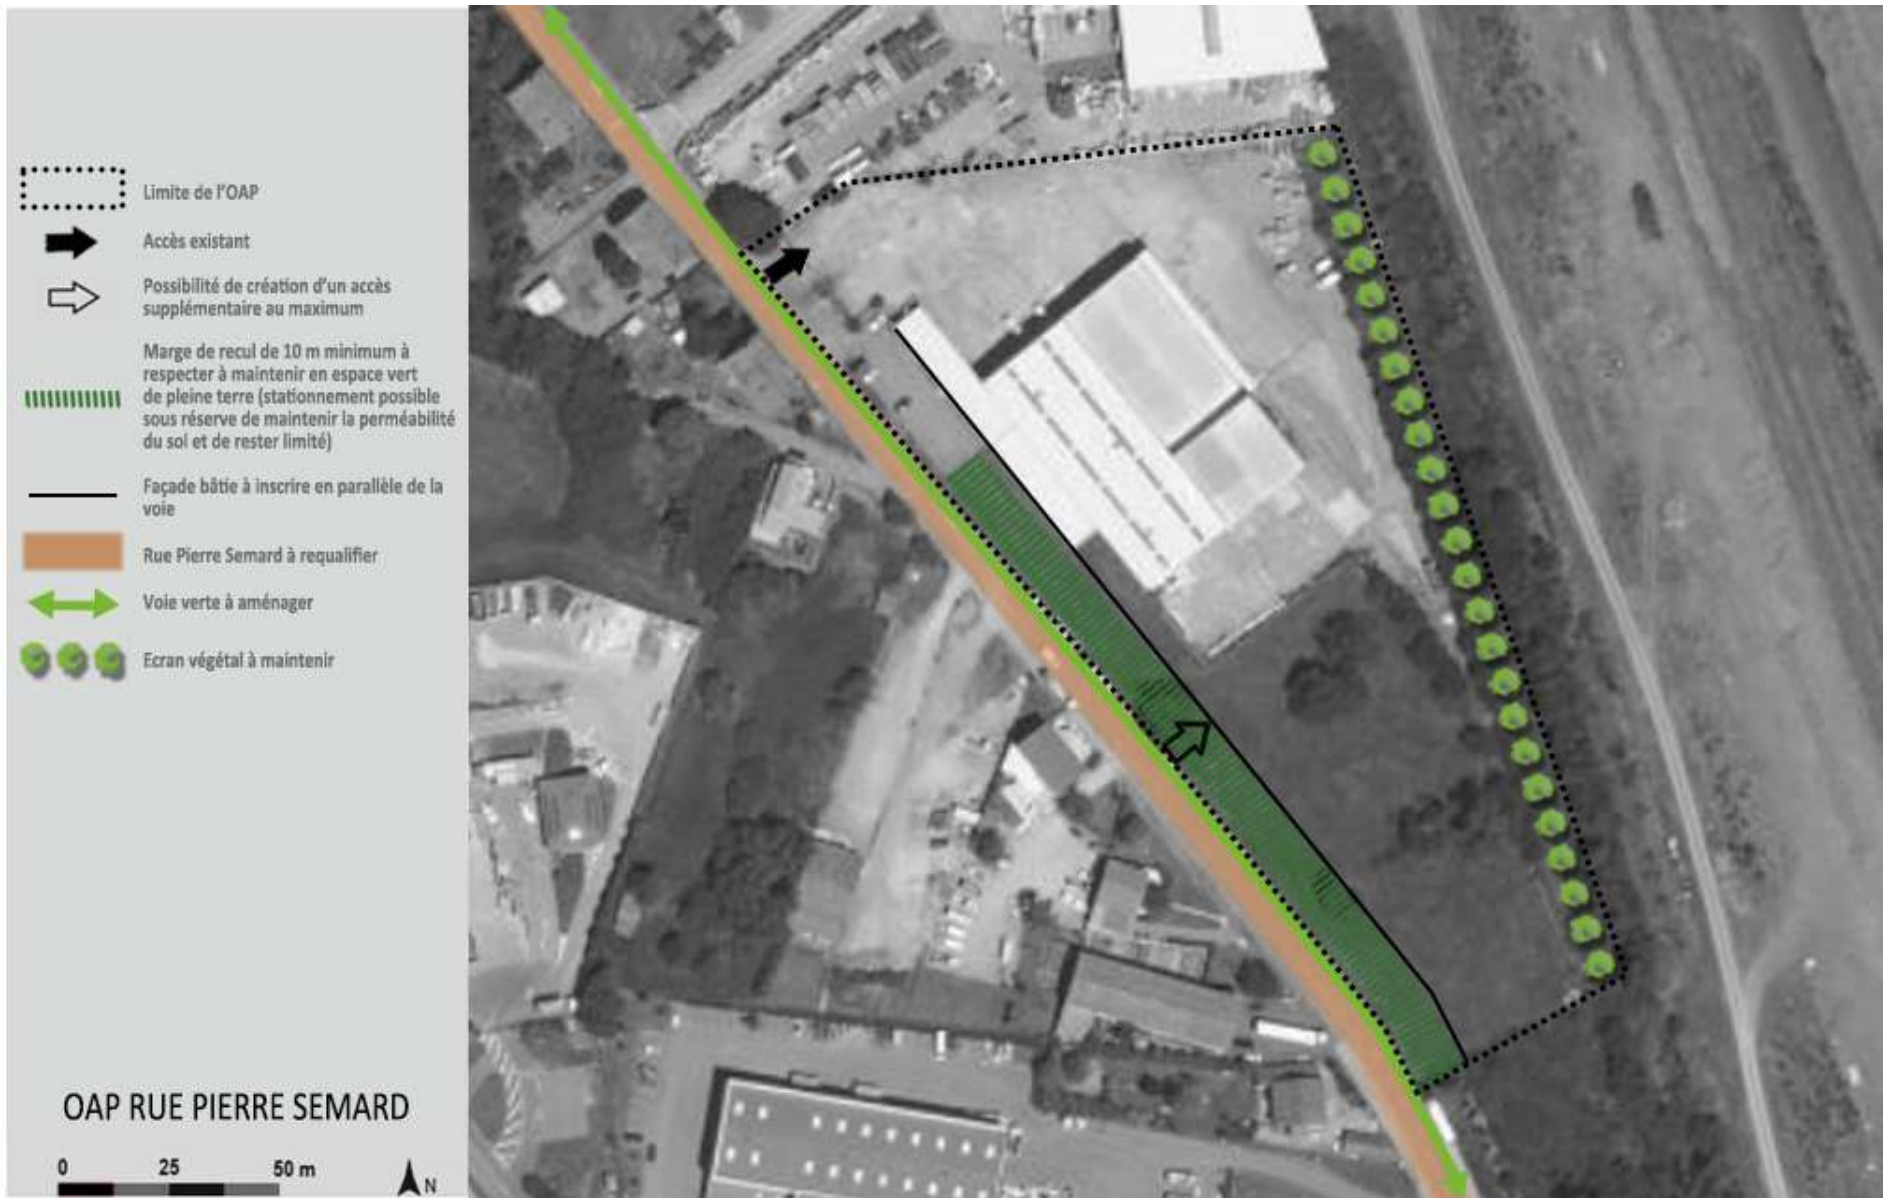 Limite de l'OAP
Accès existant
Possibilité de création d'un accès
supplémentaire au maximum
Marge de recul de 10 m minimum à
respecter à maintenir en espace vert
de pleine terre (stationnement possible
sous réserve de maintenir la perméabilité
du sol et de rester limité)
Façade bâtie à inscrire en parallèle de la
voie
Rue Pierre Semard à requalifier
Voie verte à aménager
Ecran végétal à maintenir
OAP RUE PIERRE SEMARD
0 25 50 m
N